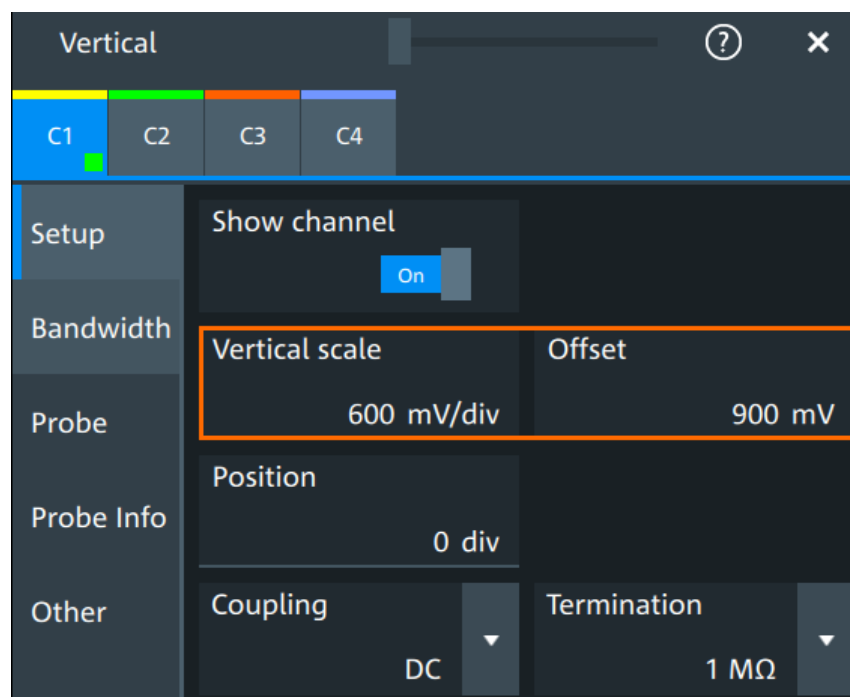 Vertical ? ×
C1 C2 C3 C4
Setup
Show channel
On
Bandwidth
Vertical scale Offset
600 mV/div 900 mV
Probe
Position
Probe Info
0 div
Other
Coupling Termination
DC 1 MΩ